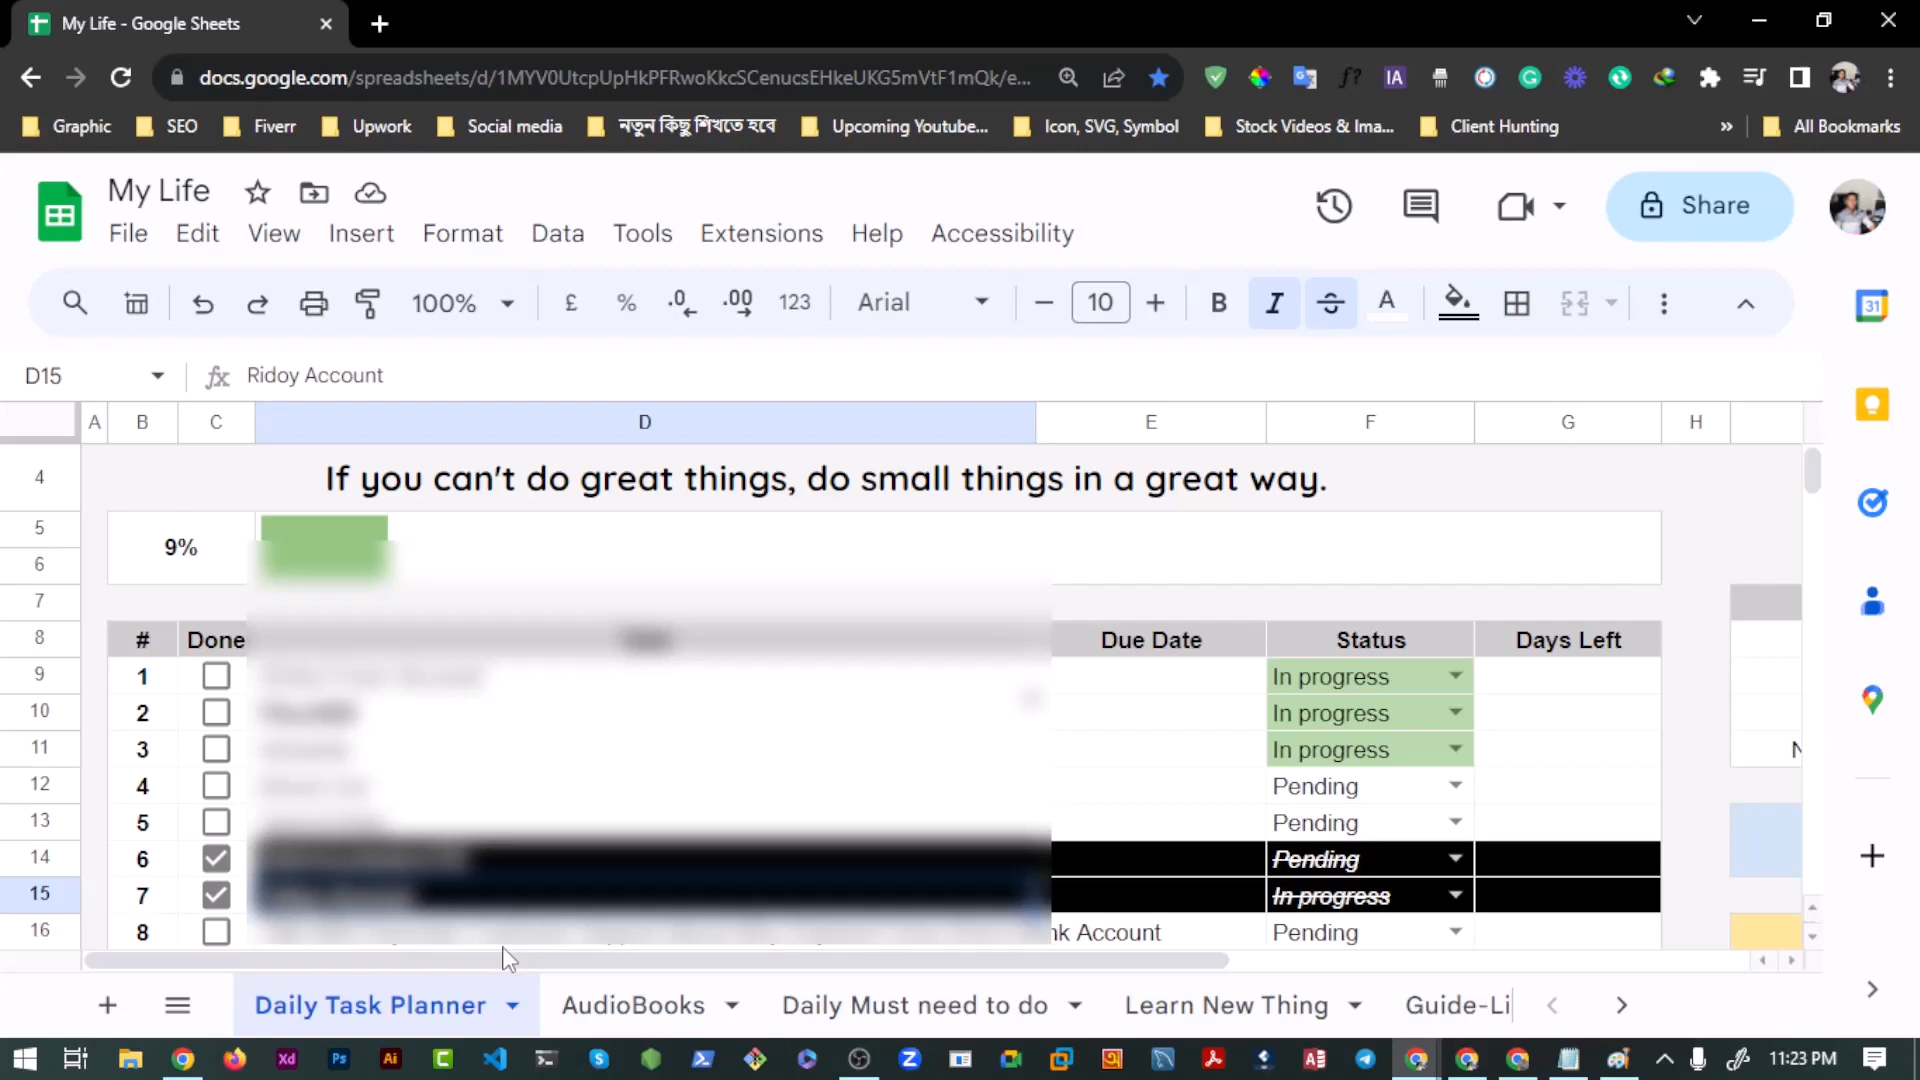 My Life - Google Sheets
docs.google.com/spreadsheets/d/1MYV0UtcpUpHkPFRwoKkcSCenucsEHkeUKG5mVtF1mQk/e...
Graphic SEO Fiverr Upwork Social media নতুন কিছু শিখতে হবে Upcoming Youtube... Icon, SVG, Symbol Stock Videos & Ima... Client Hunting » All Bookmarks
My Life
File Edit View Insert Format Data Tools Extensions Help Accessibility
Share
100% £ % .0 .00 123 Arial 10 B I S A
D15 fx Ridoy Account
A B C D E F G H
4 If you can't do great things, do small things in a great way.
5
9%
6
7
8 # Done Due Date Status Days Left
9 1 In progress
10 2 In progress
11 3 In progress
12 4 Pending
13 5 Pending
14 6 Pending
15 7 In progress
16 8 nk Account Pending
Daily Task Planner AudioBooks Daily Must need to do Learn New Thing Guide-Li
11:23 PM